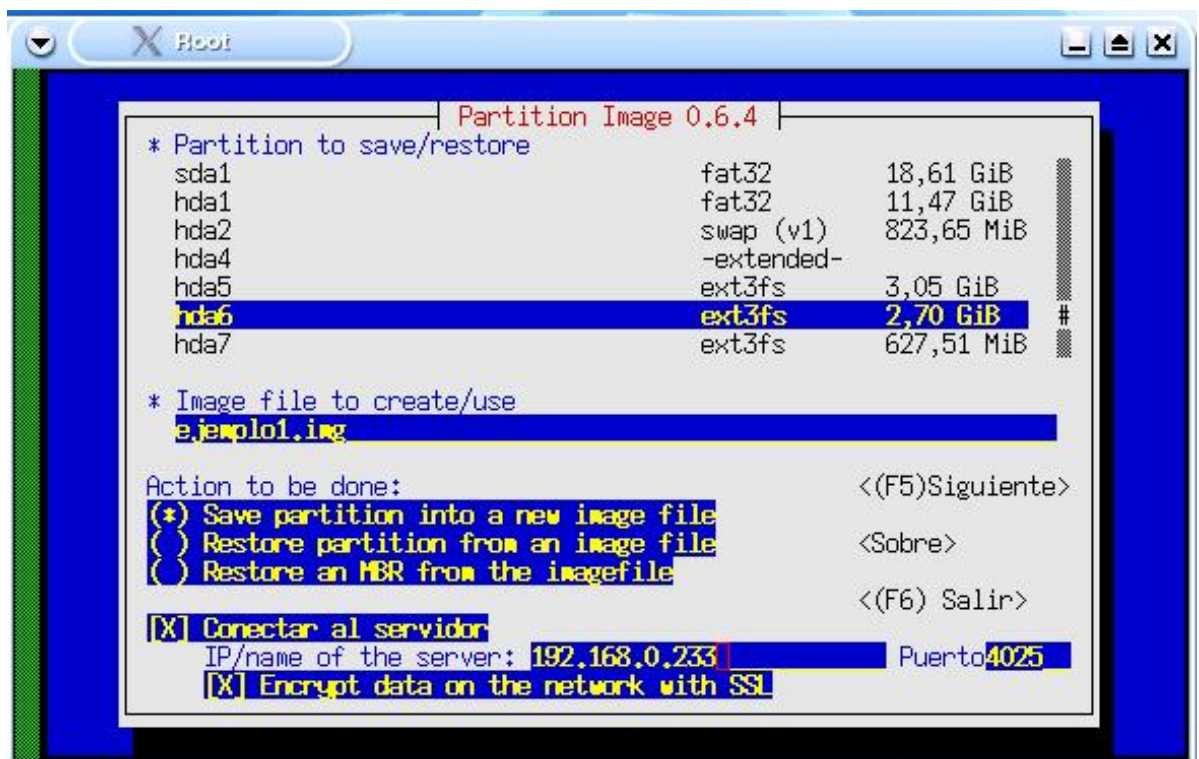 Root
Partition Image 0.6.4
* Partition to save/restore
sda1 fat32 18,61 GiB
hda1 fat32 11,47 GiB
hda2 swap (v1) 823,65 MiB
hda4 -extended-
hda5 ext3fs 3,05 GiB
hda6 ext3fs 2,70 GiB #
hda7 ext3fs 627,51 MiB
* Image file to create/use
ejemplo1.img
Action to be done: <(F5)Siguiente>
(*) Save partition into a new image file
( ) Restore partition from an image file <Sobre>
( ) Restore an MBR from the imagefile
<(F6) Salir>
[X] Conectar al servidor
IP/name of the server: 192.168.0.233 Puerto4025
[X] Encrypt data on the network with SSL